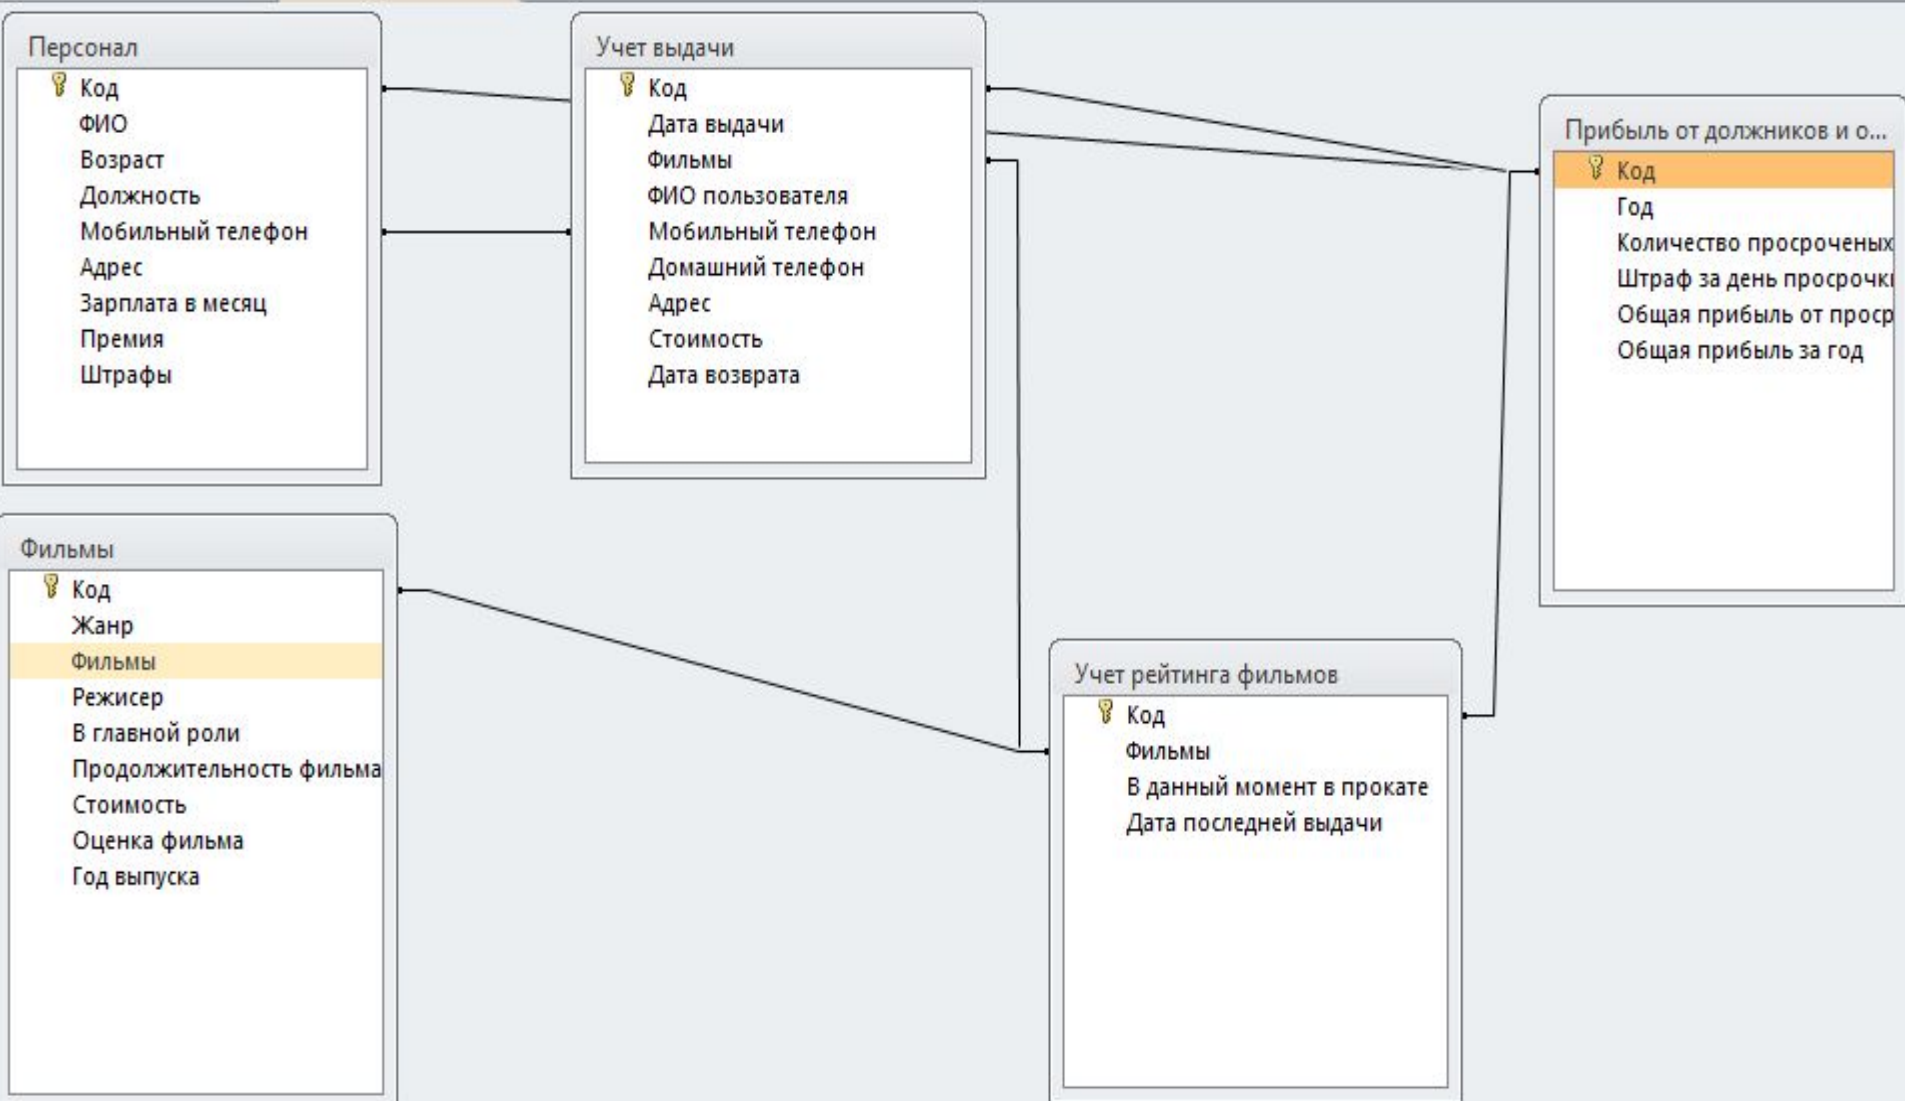 Персонал
Код
ФИО
Возраст
Должность
Мобильный телефон
Адрес
Зарплата в месяц
Премия
Штрафы
Учет выдачи
Код
Дата выдачи
Фильмы
ФИО пользователя
Мобильный телефон
Домашний телефон
Адрес
Стоимость
Дата возврата
Прибыль от должников и о...
Код
Год
Количество просроченых
Штраф за день просрочки
Общая прибыль от проср
Общая прибыль за год
Фильмы
Код
Жанр
Фильмы
Режисер
В главной роли
Продолжительность фильма
Стоимость
Оценка фильма
Год выпуска
Учет рейтинга фильмов
Код
Фильмы
В данный момент в прокате
Дата последней выдачи